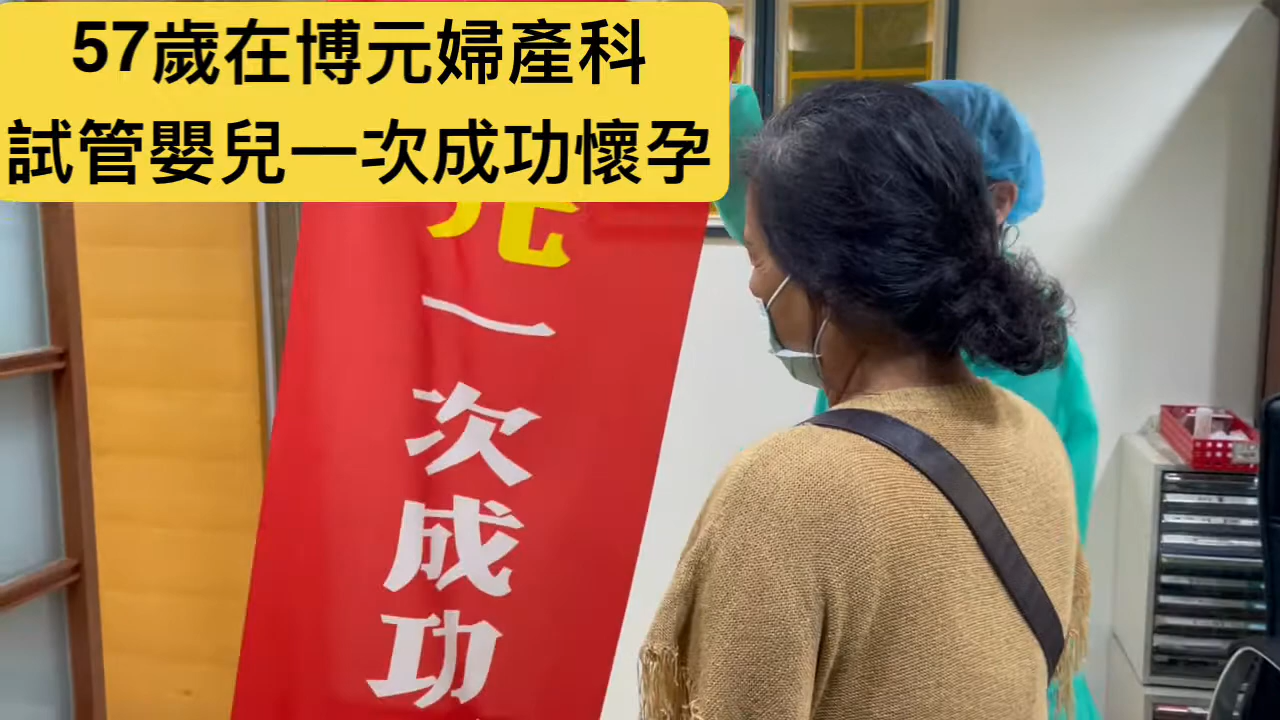 57歲在博元婦產科
試管嬰兒一次成功懷孕
元
一
次
成
功